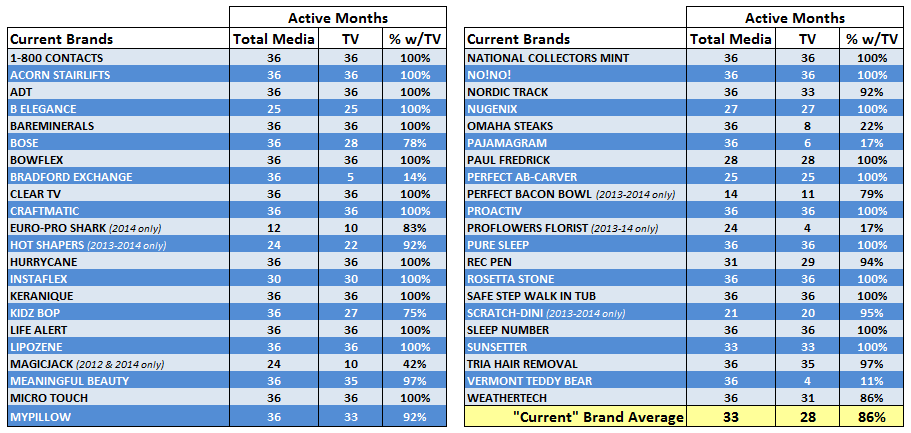 Active Months
Current Brands Total Media TV % w/TV
1-800 CONTACTS 36 36 100%
ACORN STAIRLIFTS 36 36 100%
ADT 36 36 100%
B ELEGANCE 25 25 100%
BAREMINERALS 36 36 100%
BOSE 36 28 78%
BOWFLEX 36 36 100%
BRADFORD EXCHANGE 36 5 14%
CLEAR TV 36 36 100%
CRAFTMATIC 36 36 100%
EURO-PRO SHARK (2014 only) 12 10 83%
HOT SHAPERS (2013-2014 only) 24 22 92%
HURRYCANE 36 36 100%
INSTAFLEX 30 30 100%
KERANIQUE 36 36 100%
KIDZ BOP 36 27 75%
LIFE ALERT 36 36 100%
LIPOZENE 36 36 100%
MAGICJACK (2012 & 2014 only) 24 10 42%
MEANINGFUL BEAUTY 36 35 97%
MICRO TOUCH 36 36 100%
MYPILLOW 36 33 92%
Active Months
Current Brands Total Media TV % w/TV
NATIONAL COLLECTORS MINT 36 36 100%
NO!NO! 36 36 100%
NORDIC TRACK 36 33 92%
NUGENIX 27 27 100%
OMAHA STEAKS 36 8 22%
PAJAMAGRAM 36 6 17%
PAUL FREDRICK 28 28 100%
PERFECT AB-CARVER 25 25 100%
PERFECT BACON BOWL (2013-2014 only) 14 11 79%
PROACTIV 36 36 100%
PROFLOWERS FLORIST (2013-14 only) 24 4 17%
PURE SLEEP 36 36 100%
REC PEN 31 29 94%
ROSETTA STONE 36 36 100%
SAFE STEP WALK IN TUB 36 36 100%
SCRATCH-DINI (2013-2014 only) 21 20 95%
SLEEP NUMBER 36 36 100%
SUNSETTER 33 33 100%
TRIA HAIR REMOVAL 36 35 97%
VERMONT TEDDY BEAR 36 4 11%
WEATHERTECH 36 31 86%
"Current" Brand Average 33 28 86%